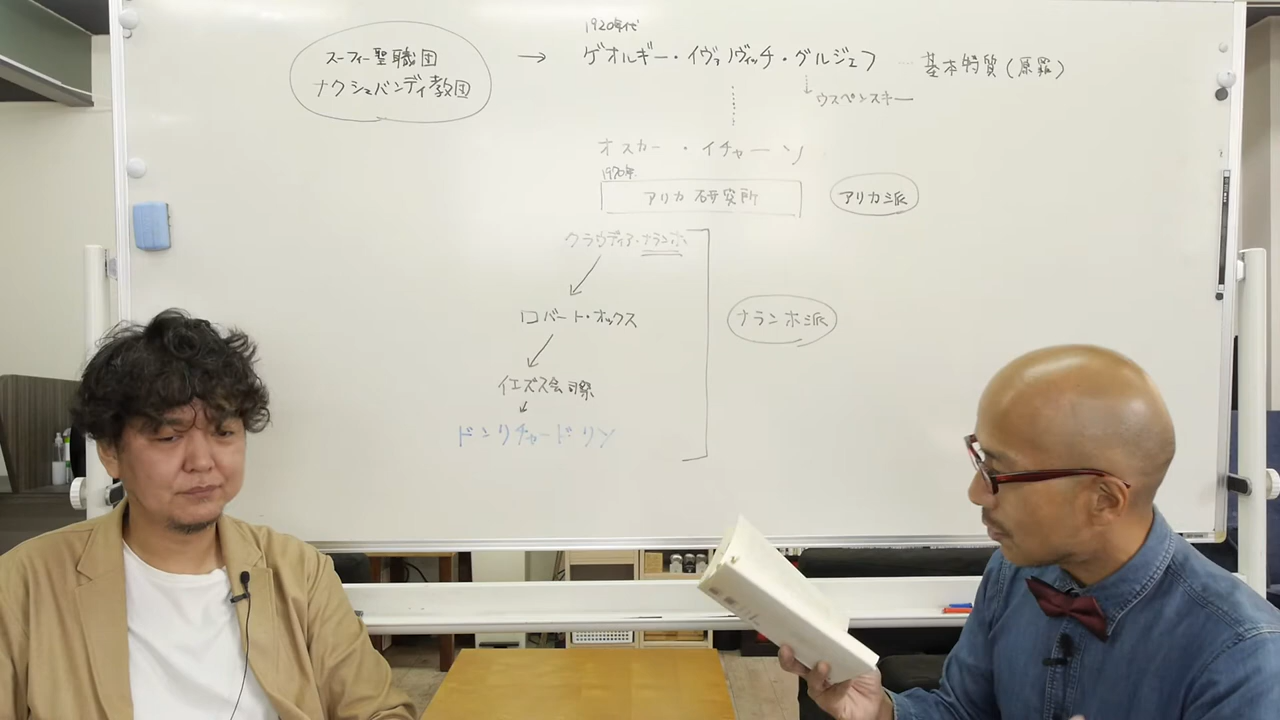 1920年代
スーフィー聖職団 → ゲオルギー・イヴァノヴィッチ・グルジェフ …… 基本特質(原羅)
ナクシュバンディ教団
ウスペンスキー
オスカー・イチャーソ
1970年
アリカ研究所
アリカ派
クラウディア・ナランホ
ロバート・オックス
ナランホ派
イエズス会司祭
ドンリチャードリソ